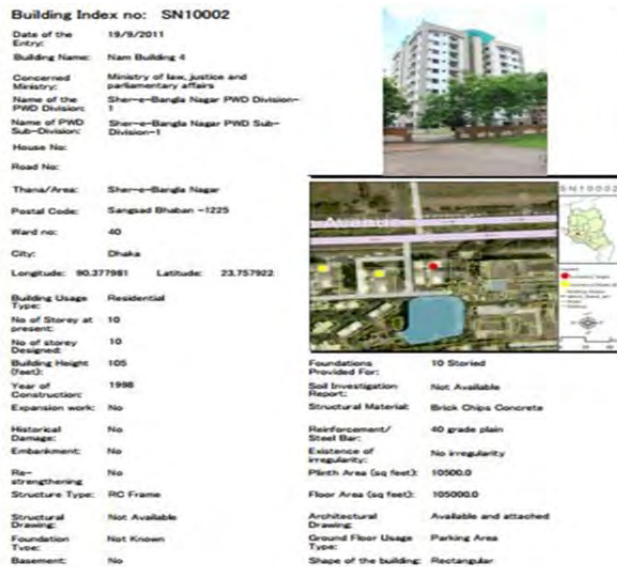 Building Index no: SN10002
Date of the Entry: 19/9/2011
Building Name: Nam Building 4
Concerned Ministry: Ministry of law, justice and parliamentary affairs
Name of the PWD Division: Sher-e-Bangla Nagar PWD Division-1
Name of PWD Sub-Division: Sher-e-Bangla Nagar PWD Sub-Division-1
House No:
Road No:
Thana/Area: Sher-e-Bangla Nagar
Postal Code: Sangsad Bhaban -1225
Ward no: 40
City: Dhaka
Longitude: 90.377981 Latitude: 23.757922
Building Usage Type: Residential
No of Storey at present: 10
No of storey Designed: 10
Building Height (feet): 105
Year of Construction: 1998
Expansion work: No
Historical Damage: No
Embankment: No
Re-strengthening No
Structure Type: RC Frame
Structural Drawing: Not Available
Foundation Type: Not Known
Basement: No
SN10002
Avenue
Foundations Provided For: 10 Storied
Soil Investigation Report: Not Available
Structural Material: Brick Chips Concrete
Reinforcement/ Steel Bar: 40 grade plain
Existence of irregularity: No irregularity
Plinth Area (sq feet): 10500.0
Floor Area (sq feet): 105000.0
Architectural Drawing: Available and attached
Ground Floor Usage Type: Parking Area
Shape of the building: Rectangular